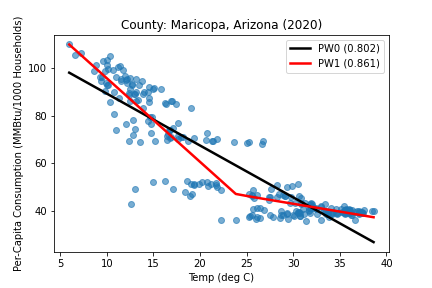 County: Maricopa, Arizona (2020)
PW0 (0.802)
PW1 (0.861)
Per-Capita Consumption (MMBtu/1000 Households)
100
80
60
40
5 10 15 20 25 30 35 40
Temp (deg C)